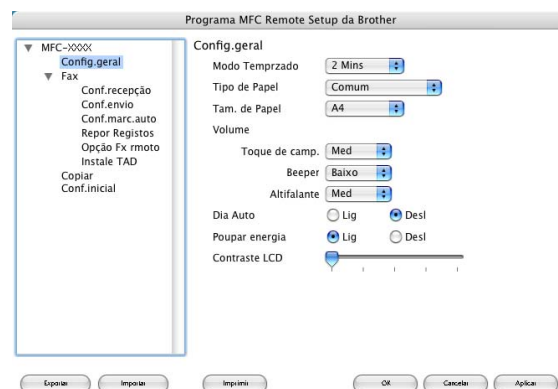 Programa MFC Remote Setup da Brother
MFC-XXXX
Config.geral
Fax
Conf.recepção
Conf.envio
Conf.marc.auto
Repor Registos
Opção Fx rmoto
Instale TAD
Copiar
Conf.inicial
Config.geral
Modo Temprzado 2 Mins
Tipo de Papel Comum
Tam. de Papel A4
Volume
Toque de camp. Med
Beeper Baixo
Altifalante Med
Dia Auto Lig Desl
Poupar energia Lig Desl
Contraste LCD
Exportar Importar Imprimir OK Cancelar Aplicar